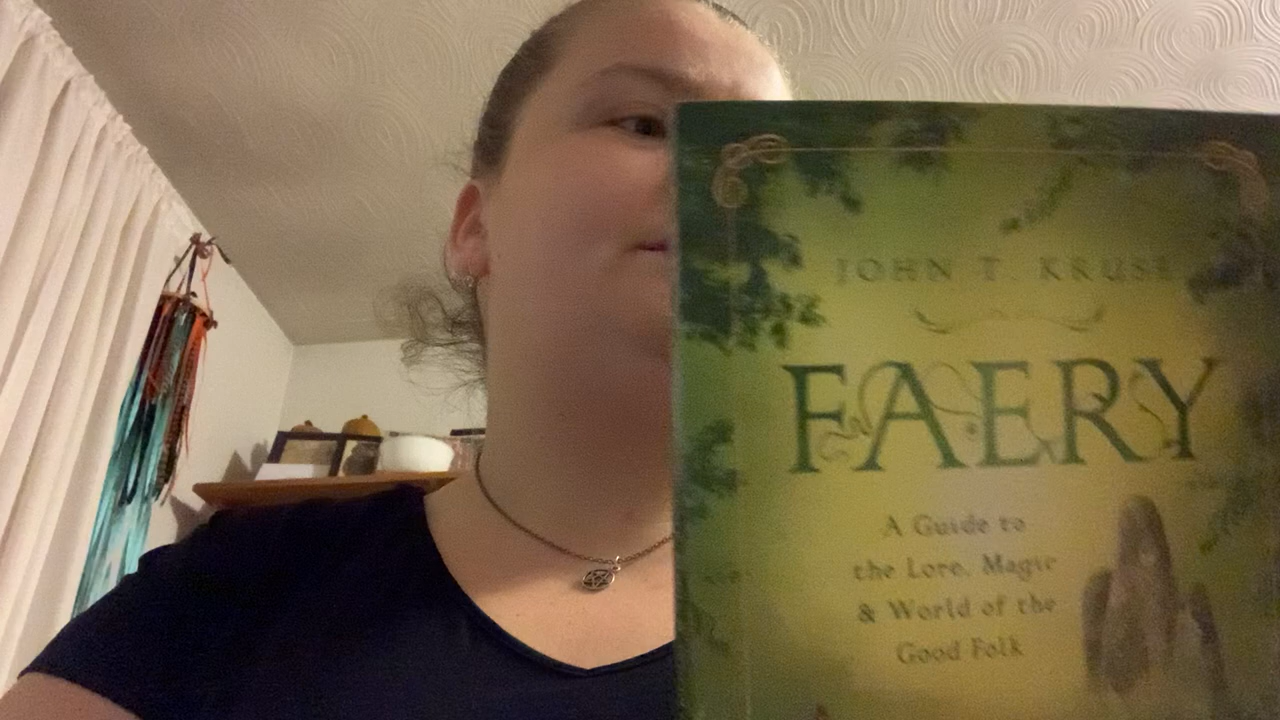 JOHN T. KRUSE
FAERY
A Guide to
the Lore, Magic
& World of the
Good Folk